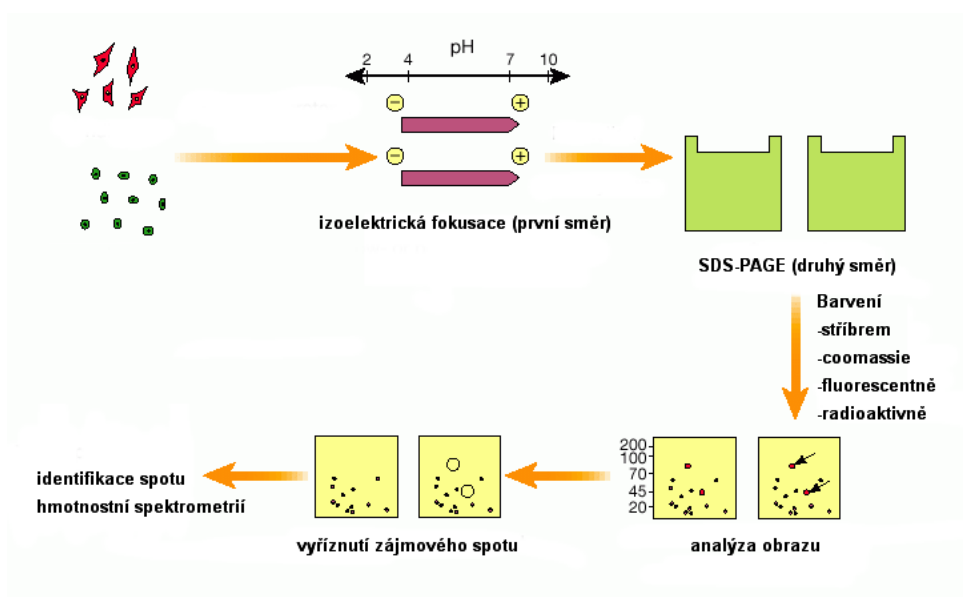 pH
2 4 7 10
− +
− +
izoelektrická fokusace (první směr)
SDS-PAGE (druhý směr)
Barvení
-stříbrem
-coomassie
-fluorescentně
-radioaktivně
200
100
70
45
20
analýza obrazu
vyříznutí zájmového spotu
identifikace spotu
hmotnostní spektrometrií